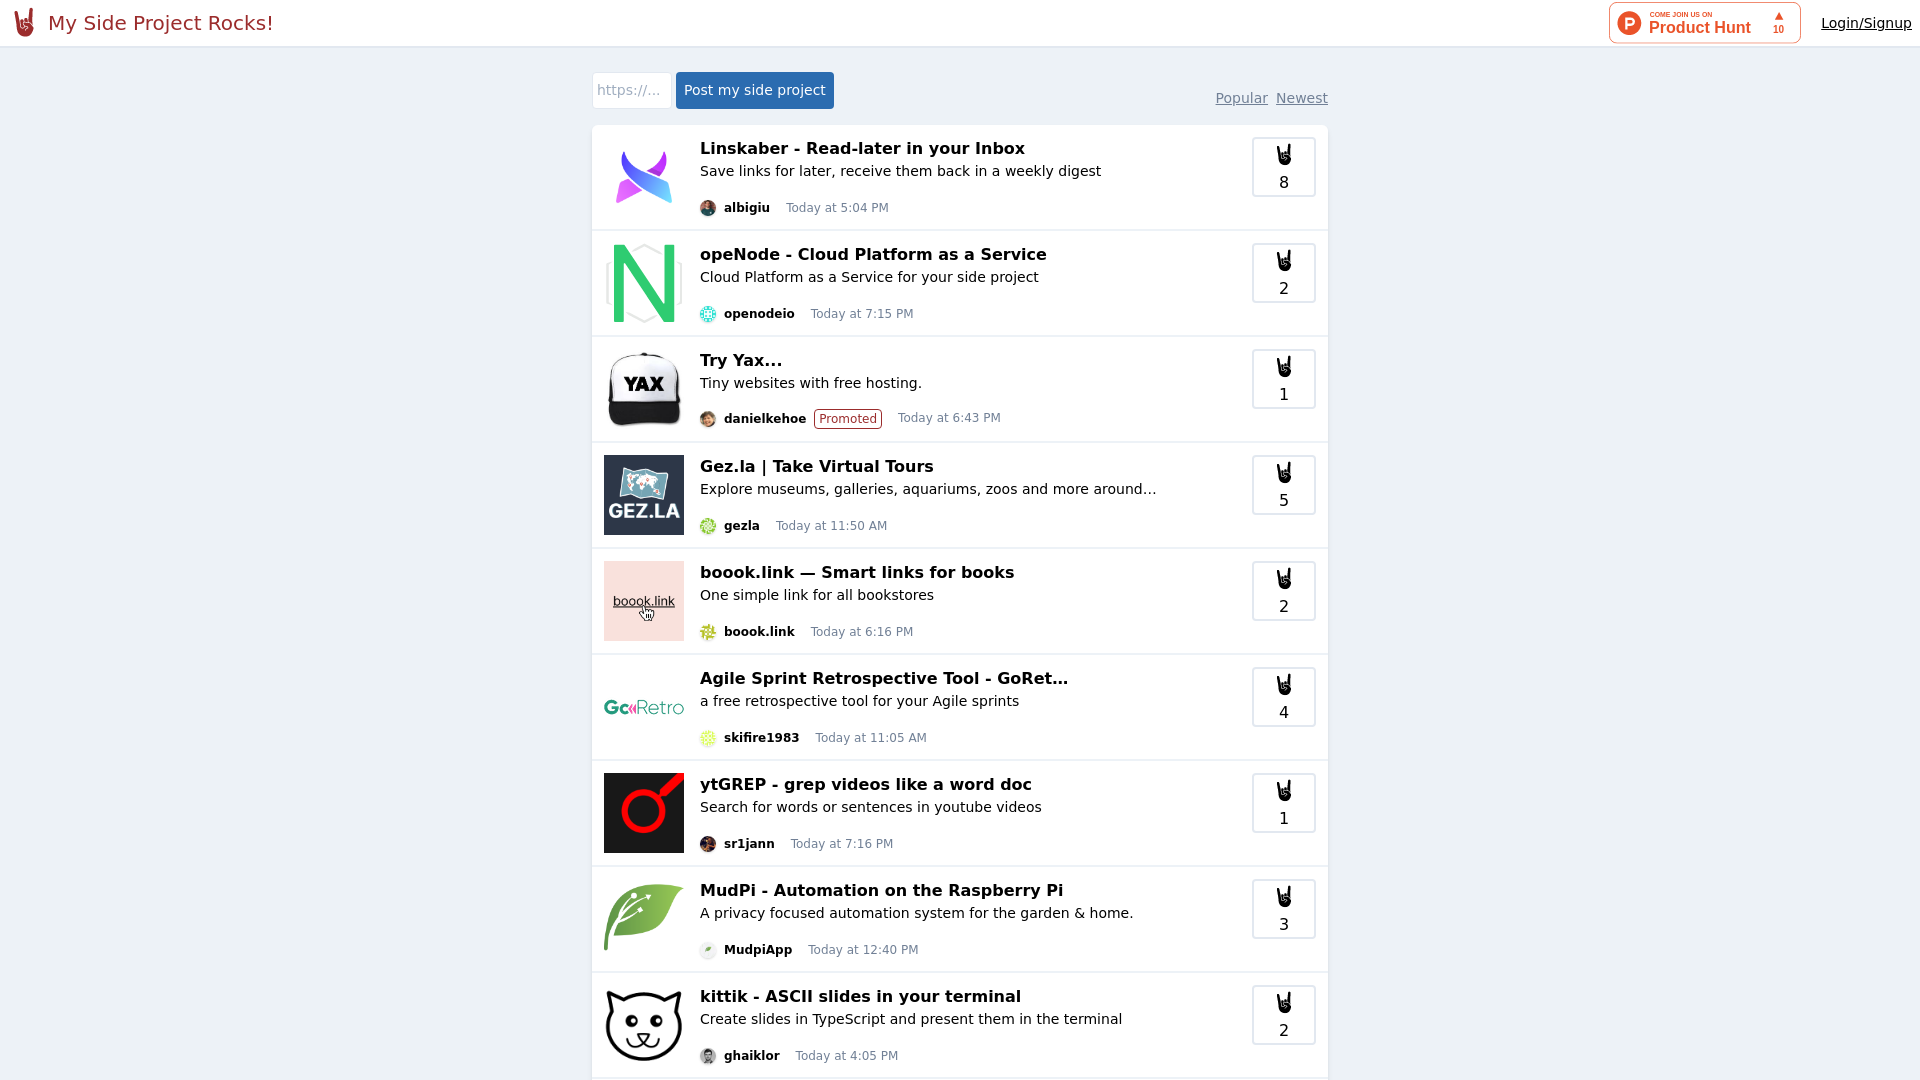 My Side Project Rocks!
COME JOIN US ON
Product Hunt
10
Login/Signup
https://...
Post my side project
Popular Newest
Linskaber - Read-later in your Inbox
Save links for later, receive them back in a weekly digest
albigiu Today at 5:04 PM
8
opeNode - Cloud Platform as a Service
Cloud Platform as a Service for your side project
openodeio Today at 7:15 PM
2
YAX
Try Yax...
Tiny websites with free hosting.
danielkehoe Promoted Today at 6:43 PM
1
GEZ.LA
Gez.la | Take Virtual Tours
Explore museums, galleries, aquariums, zoos and more around...
gezla Today at 11:50 AM
5
boook.link
boook.link — Smart links for books
One simple link for all bookstores
boook.link Today at 6:16 PM
2
GoRetro
Agile Sprint Retrospective Tool - GoRet...
a free retrospective tool for your Agile sprints
skifire1983 Today at 11:05 AM
4
ytGREP - grep videos like a word doc
Search for words or sentences in youtube videos
sr1jann Today at 7:16 PM
1
MudPi - Automation on the Raspberry Pi
A privacy focused automation system for the garden & home.
MudpiApp Today at 12:40 PM
3
kittik - ASCII slides in your terminal
Create slides in TypeScript and present them in the terminal
ghaiklor Today at 4:05 PM
2